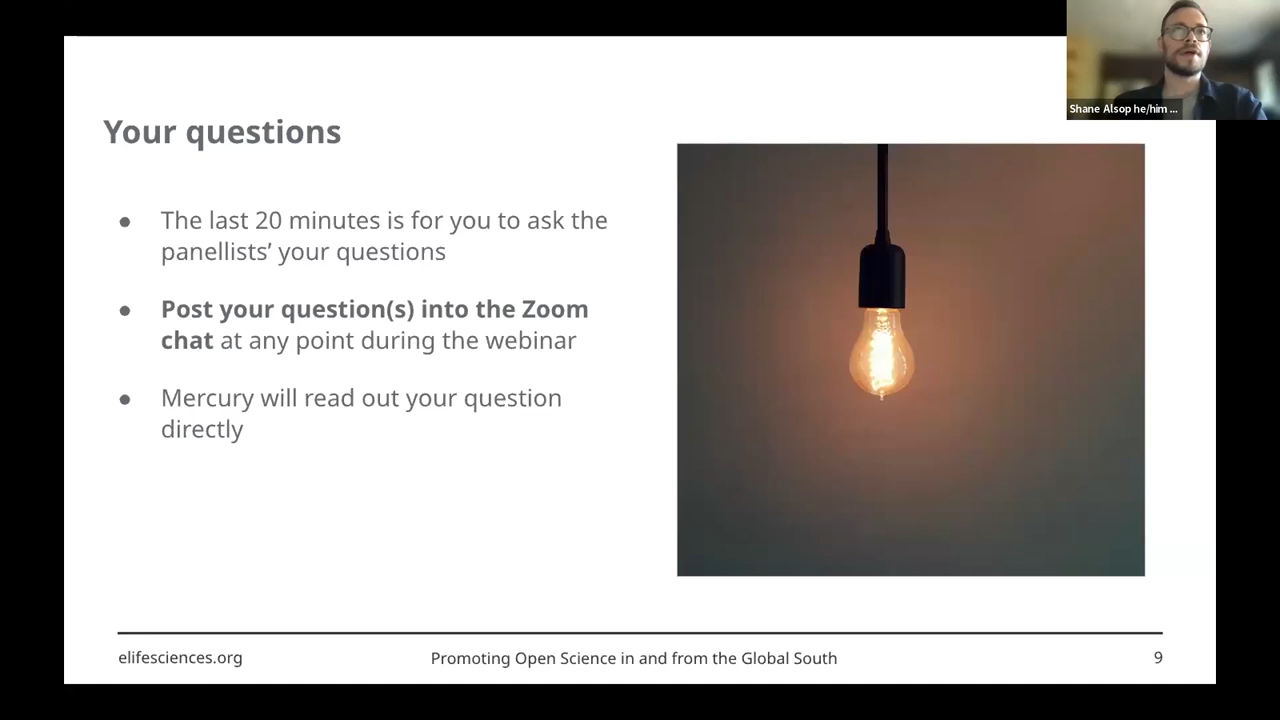 Shane Alsop he/him ...
Your questions
● The last 20 minutes is for you to ask the
panellists’ your questions
● Post your question(s) into the Zoom
chat at any point during the webinar
● Mercury will read out your question
directly
elifesciences.org
Promoting Open Science in and from the Global South
9